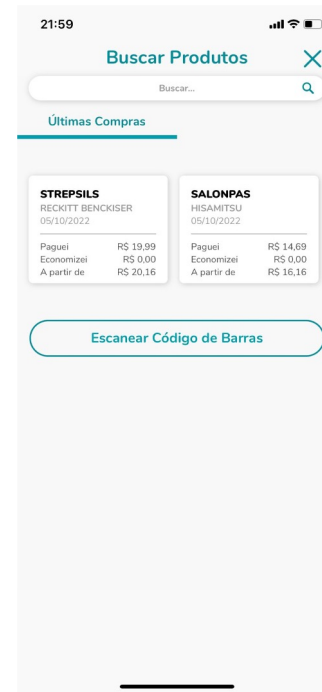 21:59
Buscar Produtos
Buscar...
Últimas Compras
STREPSILS
RECKITT BENCKISER
05/10/2022
Paguei R$ 19,99
Economizei R$ 0,00
A partir de R$ 20,16
SALONPAS
HISAMITSU
05/10/2022
Paguei R$ 14,69
Economizei R$ 0,00
A partir de R$ 16,16
Escanear Código de Barras